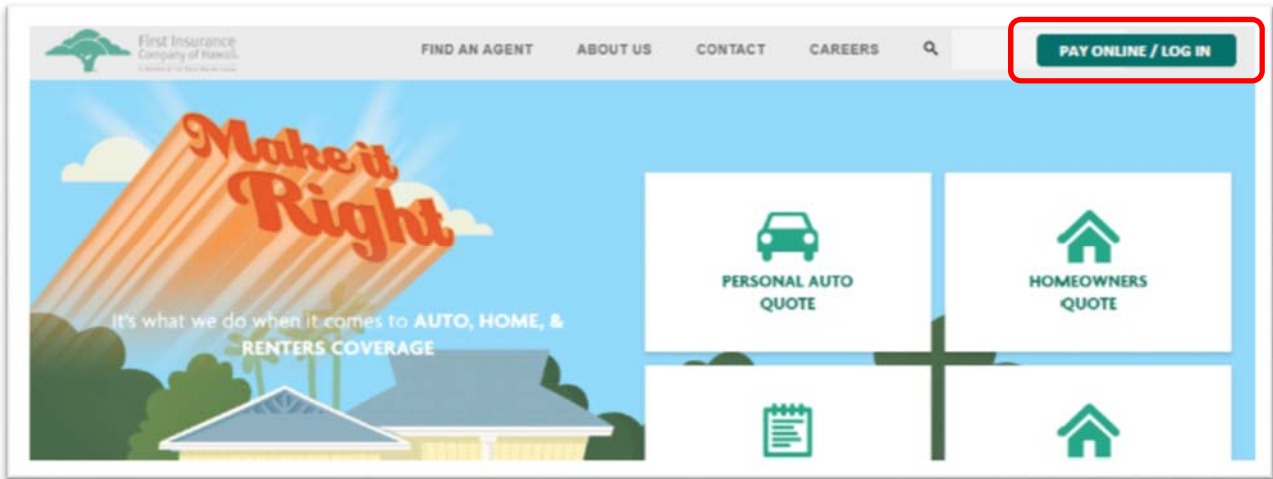 First Insurance
Company of Hawaii.
FIND AN AGENT
ABOUT US
CONTACT
CAREERS
PAY ONLINE / LOG IN
Make it
Right
It's what we do when it comes to AUTO, HOME, &
RENTERS COVERAGE
PERSONAL AUTO
QUOTE
HOMEOWNERS
QUOTE